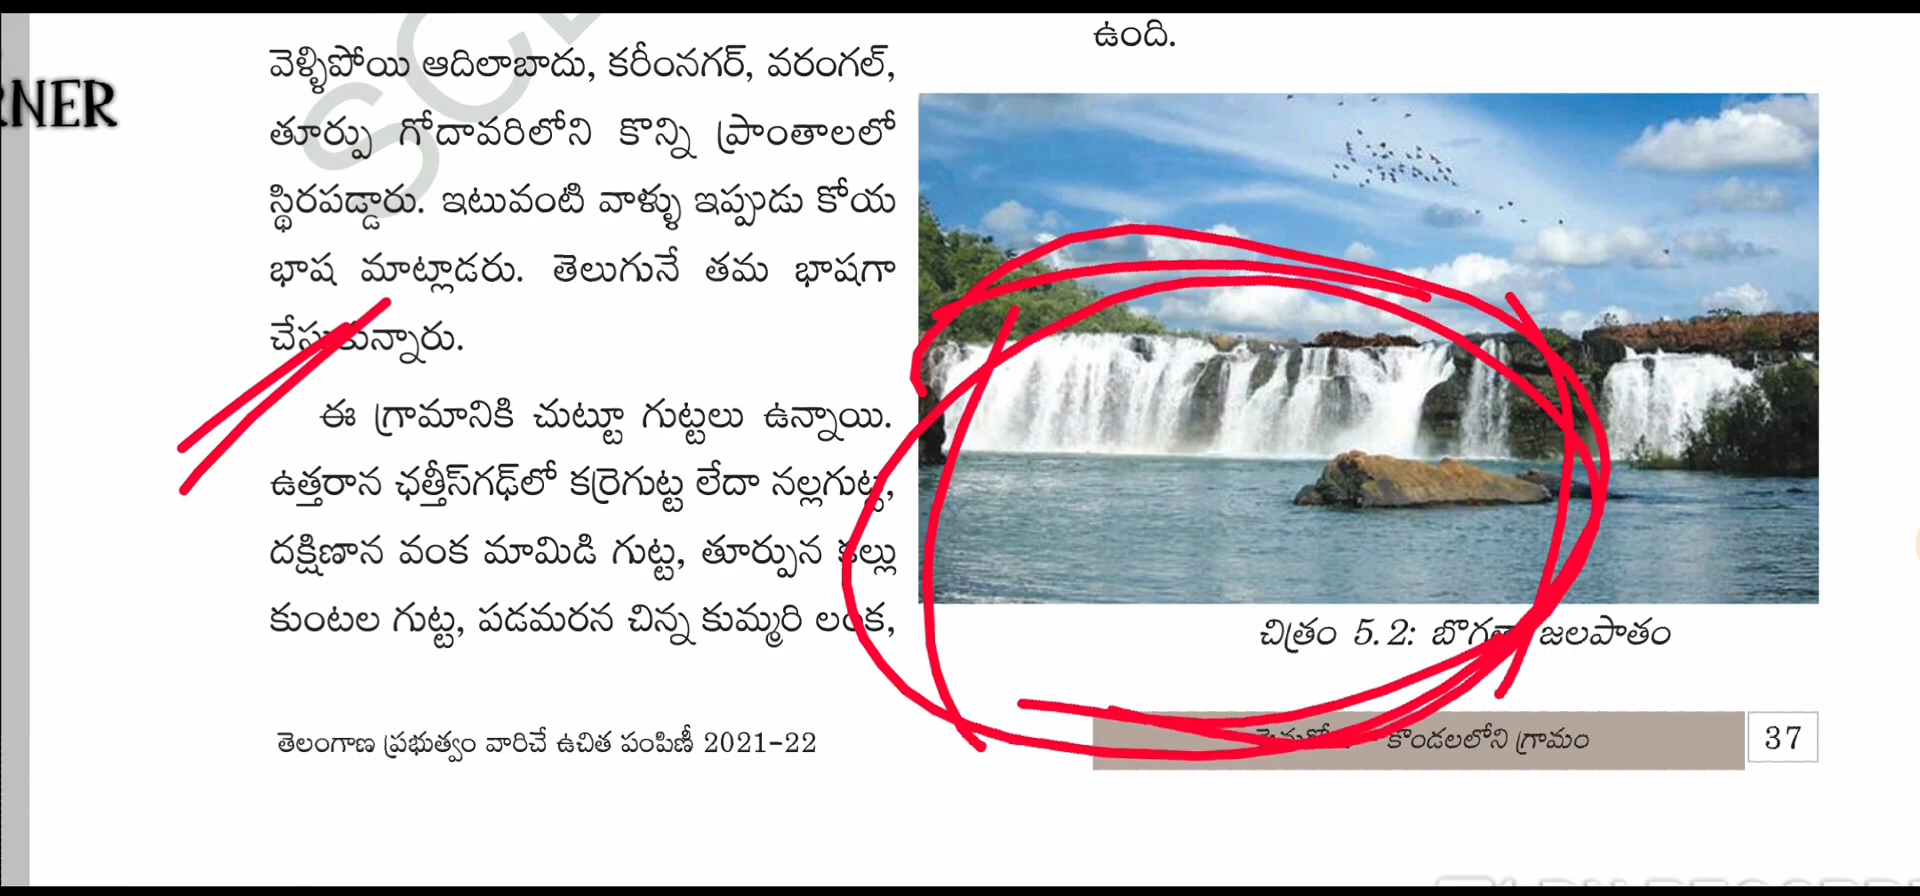 RNER
వెళ్ళిపోయి ఆదిలాబాదు, కరీంనగర్, వరంగల్,
తూర్పు గోదావరిలోని కొన్ని ప్రాంతాలలో
స్థిరపడ్డారు. ఇటువంటి వాళ్ళు ఇప్పుడు కోయ
భాష మాట్లాడరు. తెలుగునే తమ భాషగా
చేసుకున్నారు.
ఈ గ్రామానికి చుట్టూ గుట్టలు ఉన్నాయి.
ఉత్తరాన ఛత్తీస్‌గఢ్‌లో కర్రెగుట్ట లేదా నల్లగుట్ట,
దక్షిణాన వంక మామిడి గుట్ట, తూర్పున కల్లు
కుంటల గుట్ట, పడమరన చిన్న కుమ్మరి లంక,
ఉంది.
చిత్రం 5.2: బొగతా జలపాతం
తెలంగాణ ప్రభుత్వం వారిచే ఉచిత పంపిణీ 2021-22
కొండలలోని గ్రామం
37